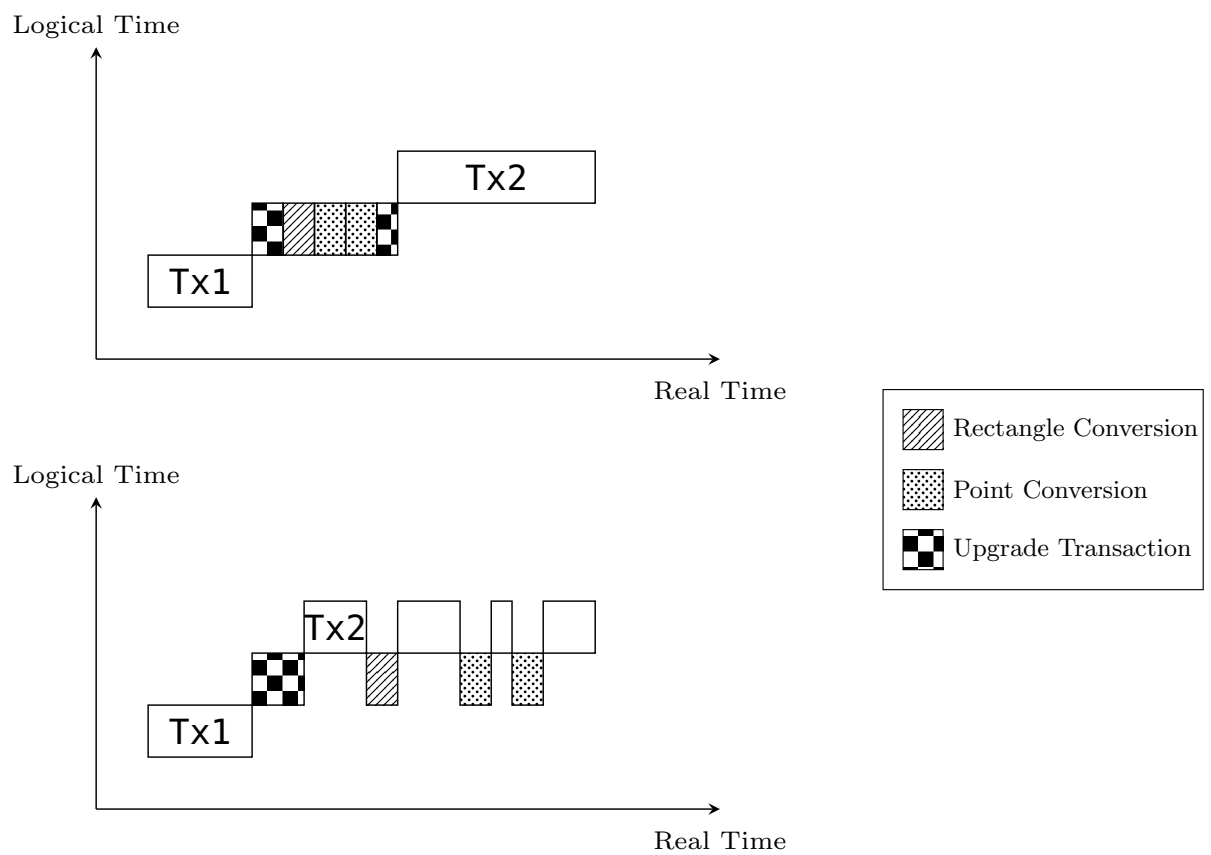 Logical Time
Tx2
Tx1
Real Time
Rectangle Conversion
Point Conversion
Upgrade Transaction
Logical Time
Tx2
Tx1
Real Time